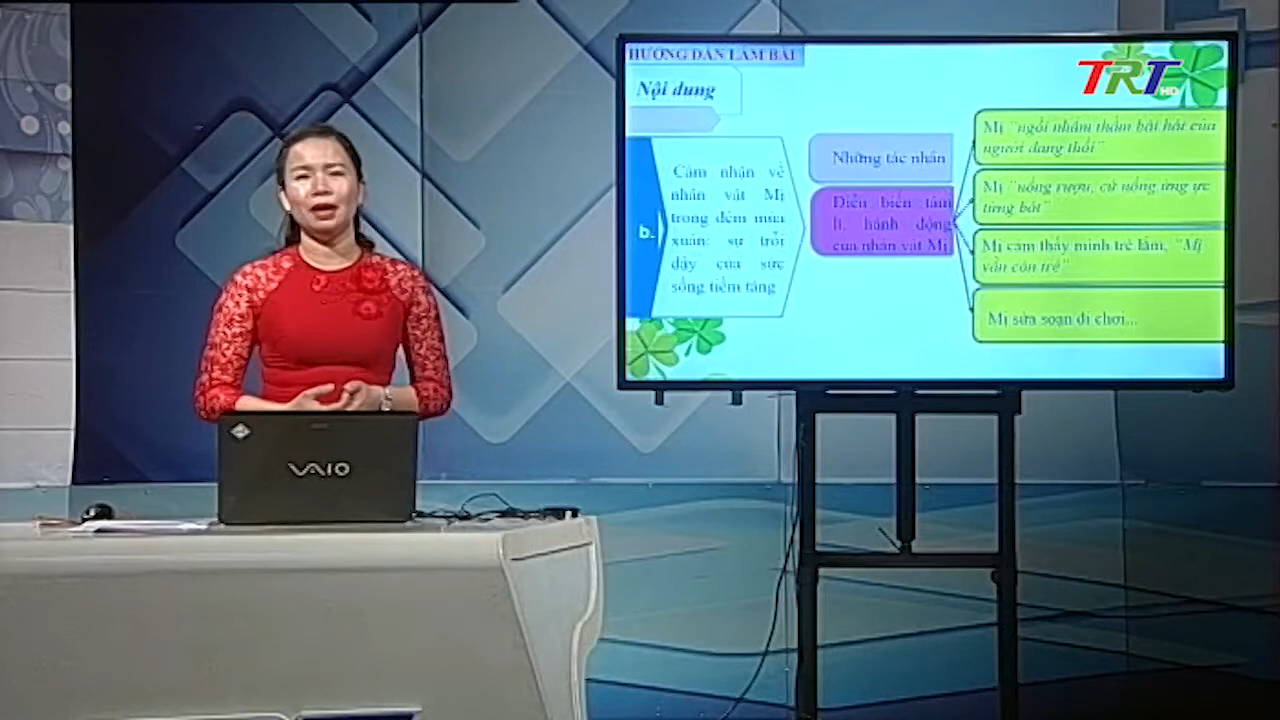 HƯỚNG DẪN LÀM BÀI
TRT HD
Nội dung
b.
Cảm nhận về
nhân vật Mị
trong đêm mùa
xuân: sự trỗi
dậy của sức
sống tiềm tàng
Những tác nhân
Diễn biến tâm
lí, hành động
của nhân vật Mị
Mị "ngồi nhẩm thầm bài hát của
người đang thổi"
Mị "uống rượu, cứ uống ừng ực
từng bát"
Mị cảm thấy mình trẻ lắm, "Mị
vẫn còn trẻ"
Mị sửa soạn đi chơi...
VAIO